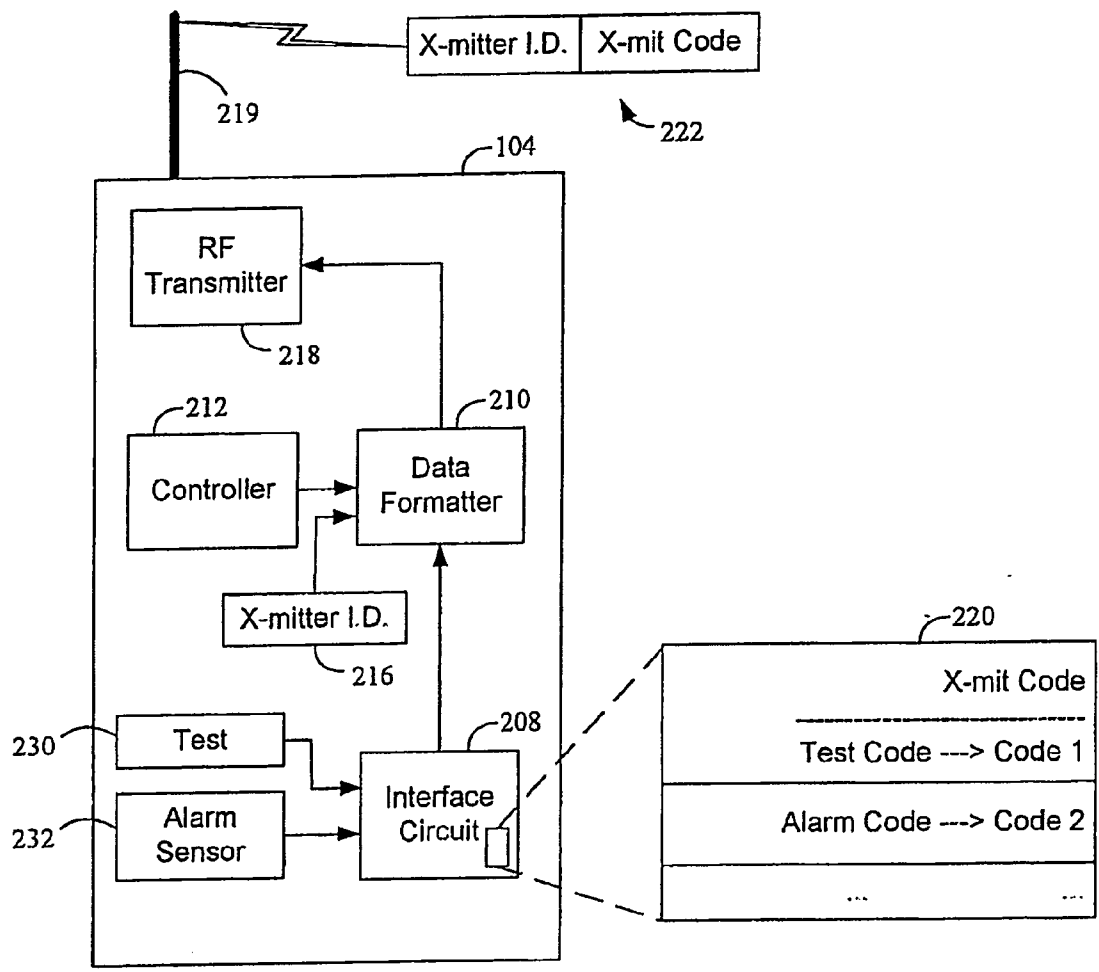 X-mitter I.D. X-mit Code
219
222
104
RF
Transmitter
218
212
210
Controller
Data
Formatter
X-mitter I.D.
216
220
X-mit Code
Test Code ---> Code 1
Alarm Code ---> Code 2
... ...
230
Test
208
Interface
Circuit
232
Alarm
Sensor